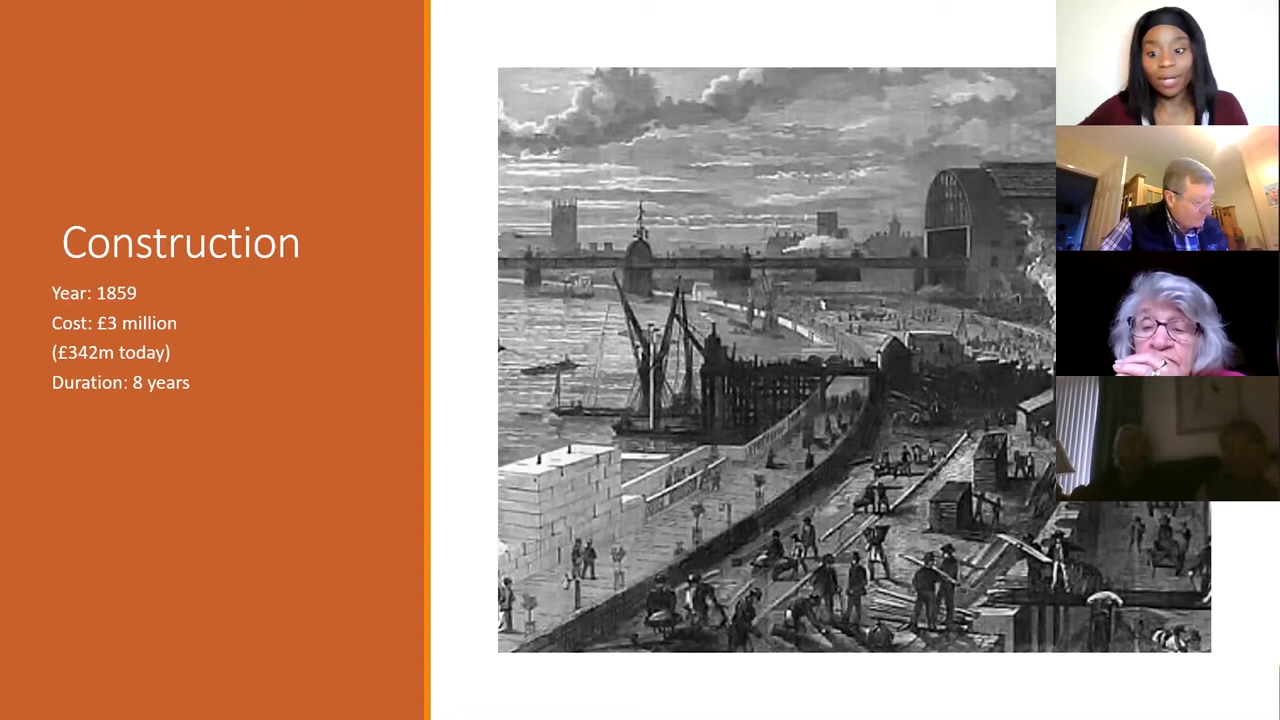 Construction
Year: 1859
Cost: £3 million
(£342m today)
Duration: 8 years